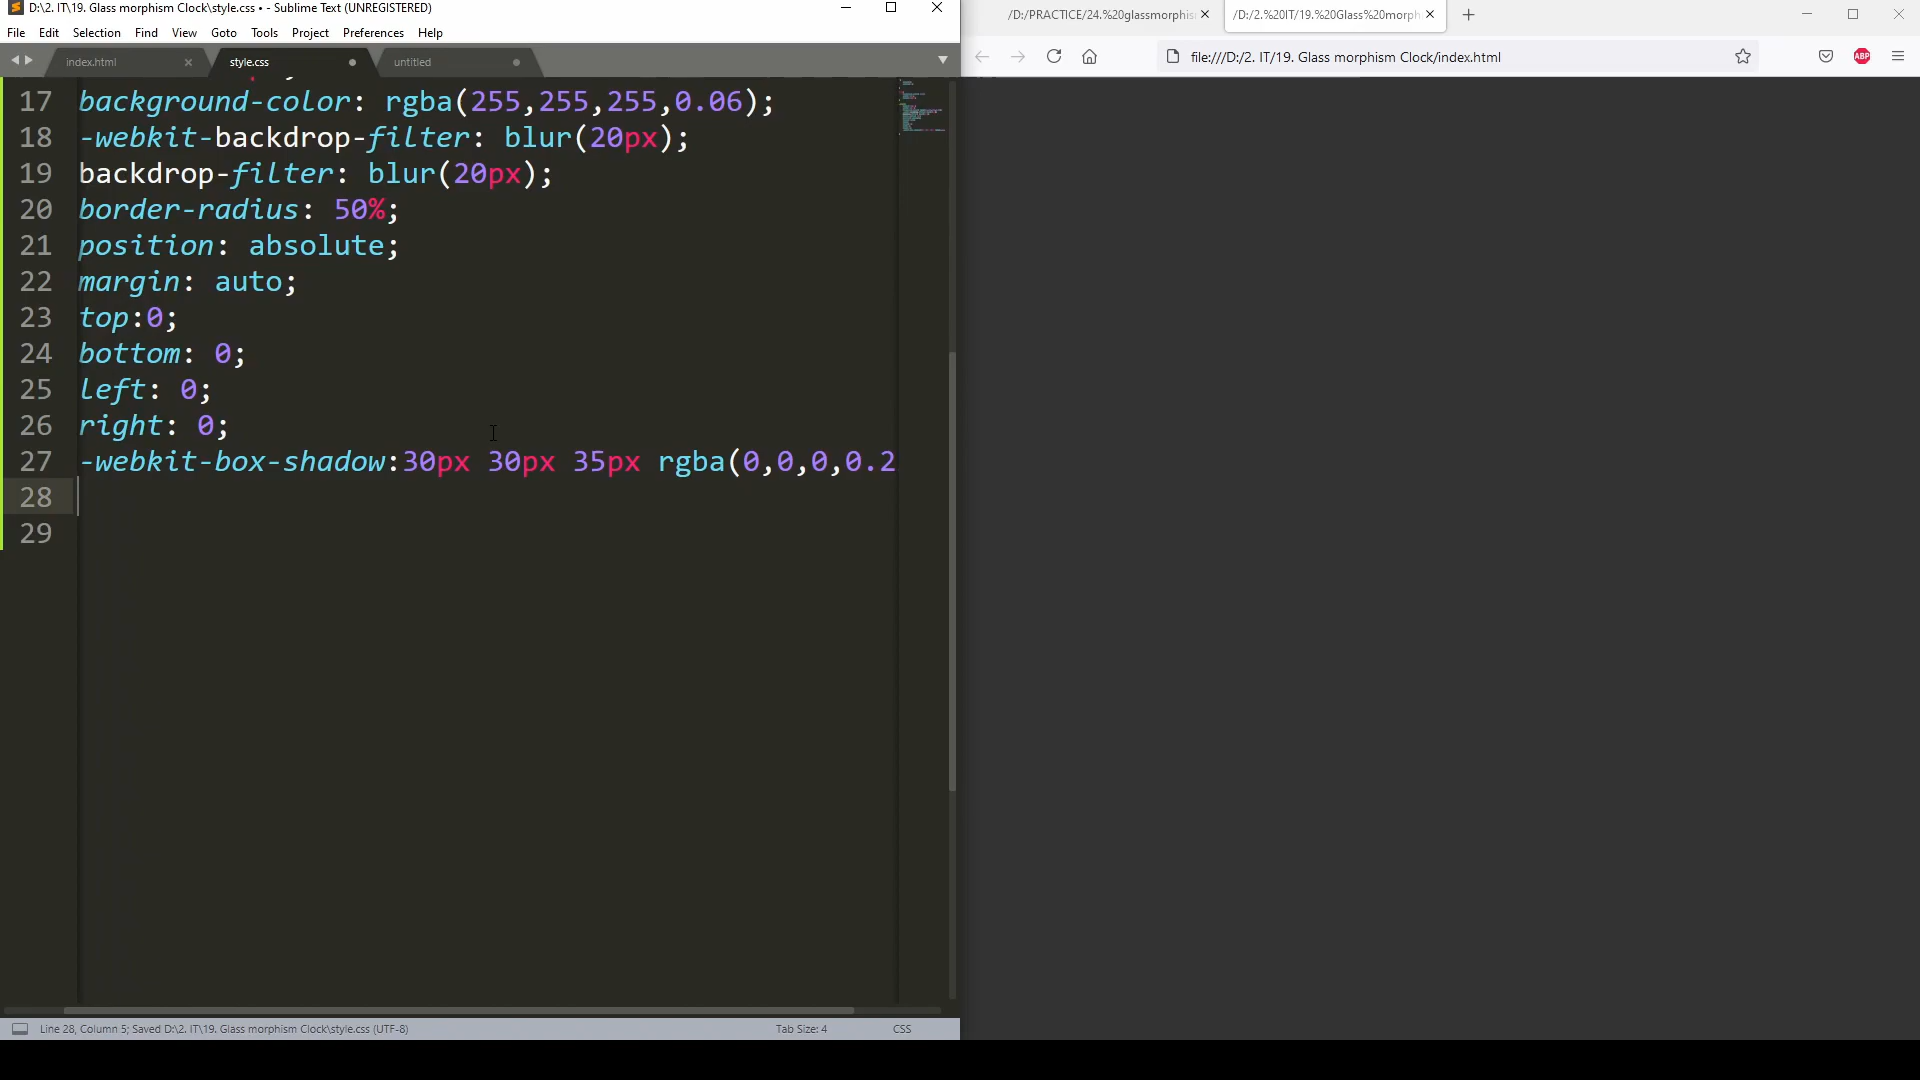 D:\2. IT\19. Glass morphism Clock\style.css • - Sublime Text (UNREGISTERED)
File Edit Selection Find View Goto Tools Project Preferences Help
index.html style.css untitled
17 background-color: rgba(255,255,255,0.06);
18 -webkit-backdrop-filter: blur(20px);
19 backdrop-filter: blur(20px);
20 border-radius: 50%;
21 position: absolute;
22 margin: auto;
23 top:0;
24 bottom: 0;
25 left: 0;
26 right: 0;
27 -webkit-box-shadow:30px 30px 35px rgba(0,0,0,0.2
28
29
Line 28, Column 5; Saved D:\2. IT\19. Glass morphism Clock\style.css (UTF-8) Tab Size: 4 CSS
/D:/PRACTICE/24.%20glassmorphis /D:/2.%20IT/19.%20Glass%20morph
file:///D:/2. IT/19. Glass morphism Clock/index.html
ABP